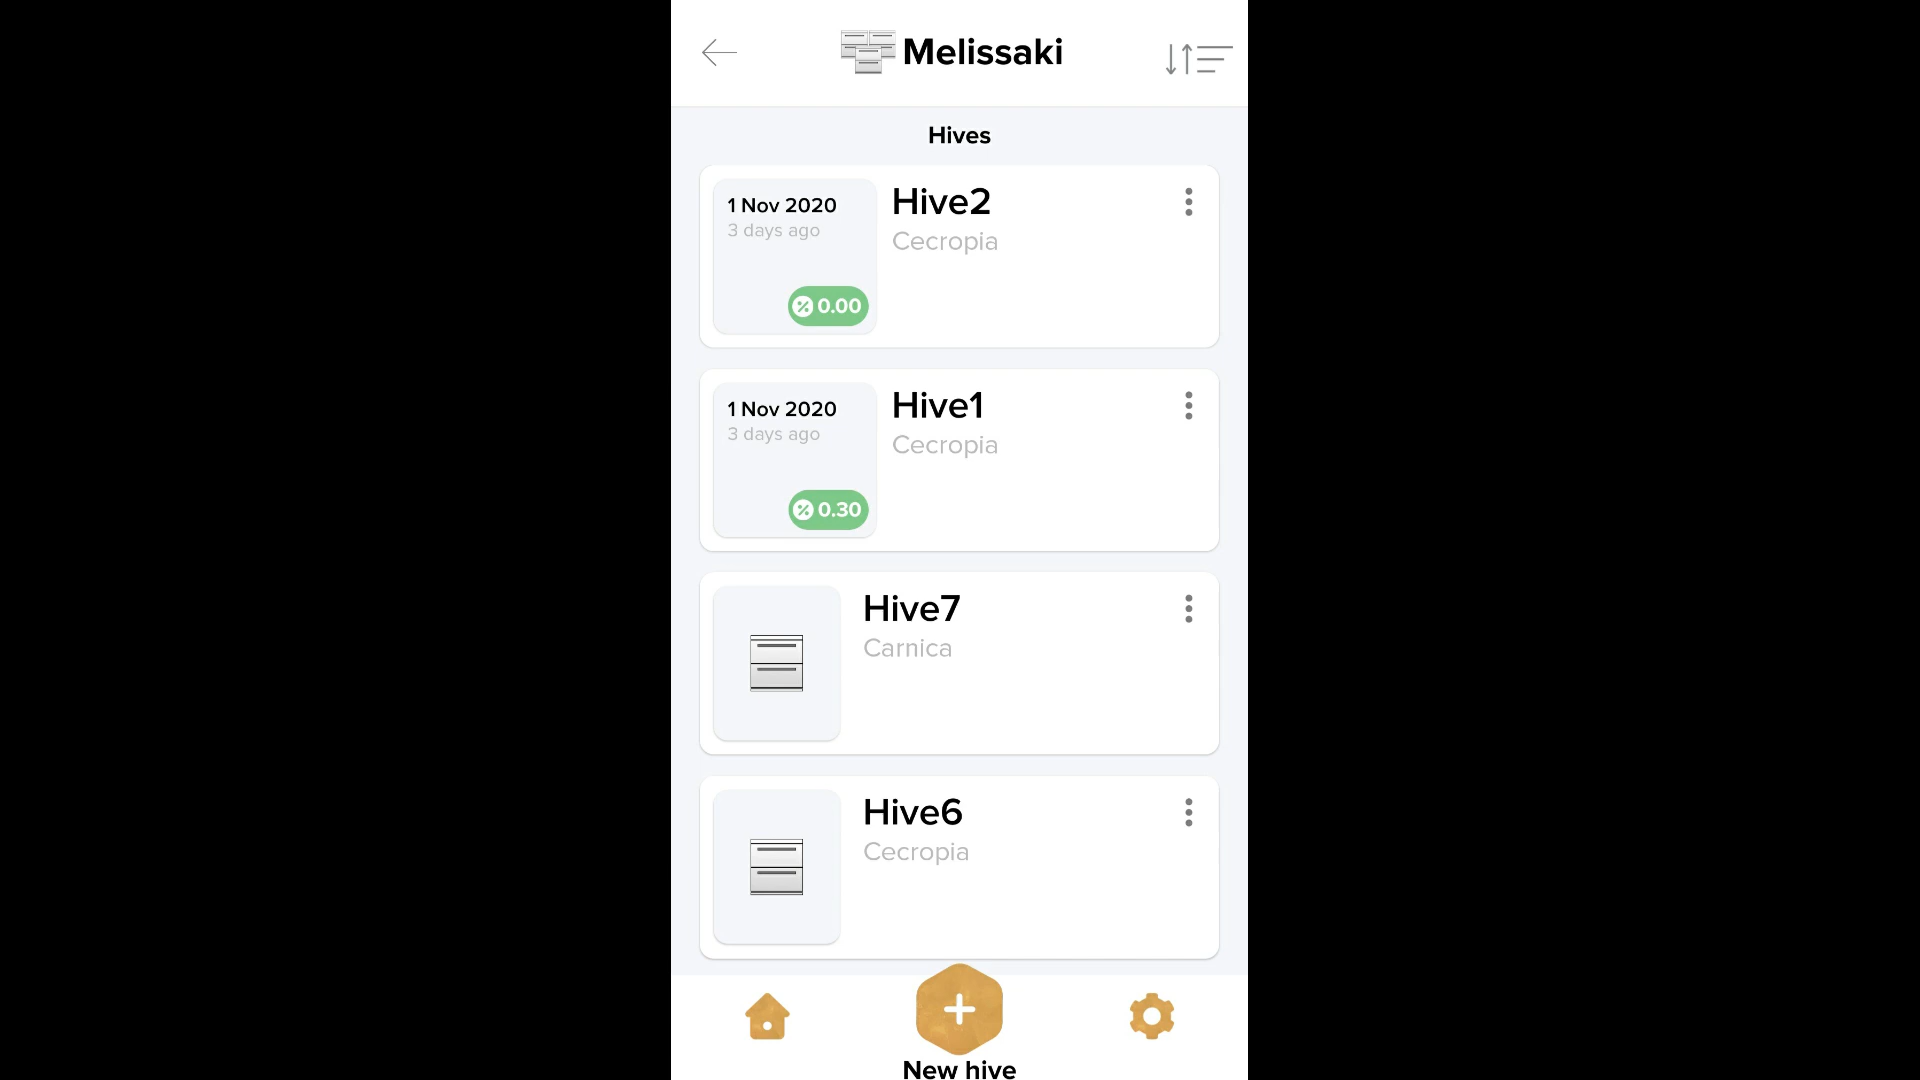 Melissaki
Hives
1 Nov 2020
3 days ago
% 0.00
Hive2
Cecropia
1 Nov 2020
3 days ago
% 0.30
Hive1
Cecropia
Hive7
Carnica
Hive6
Cecropia
New hive